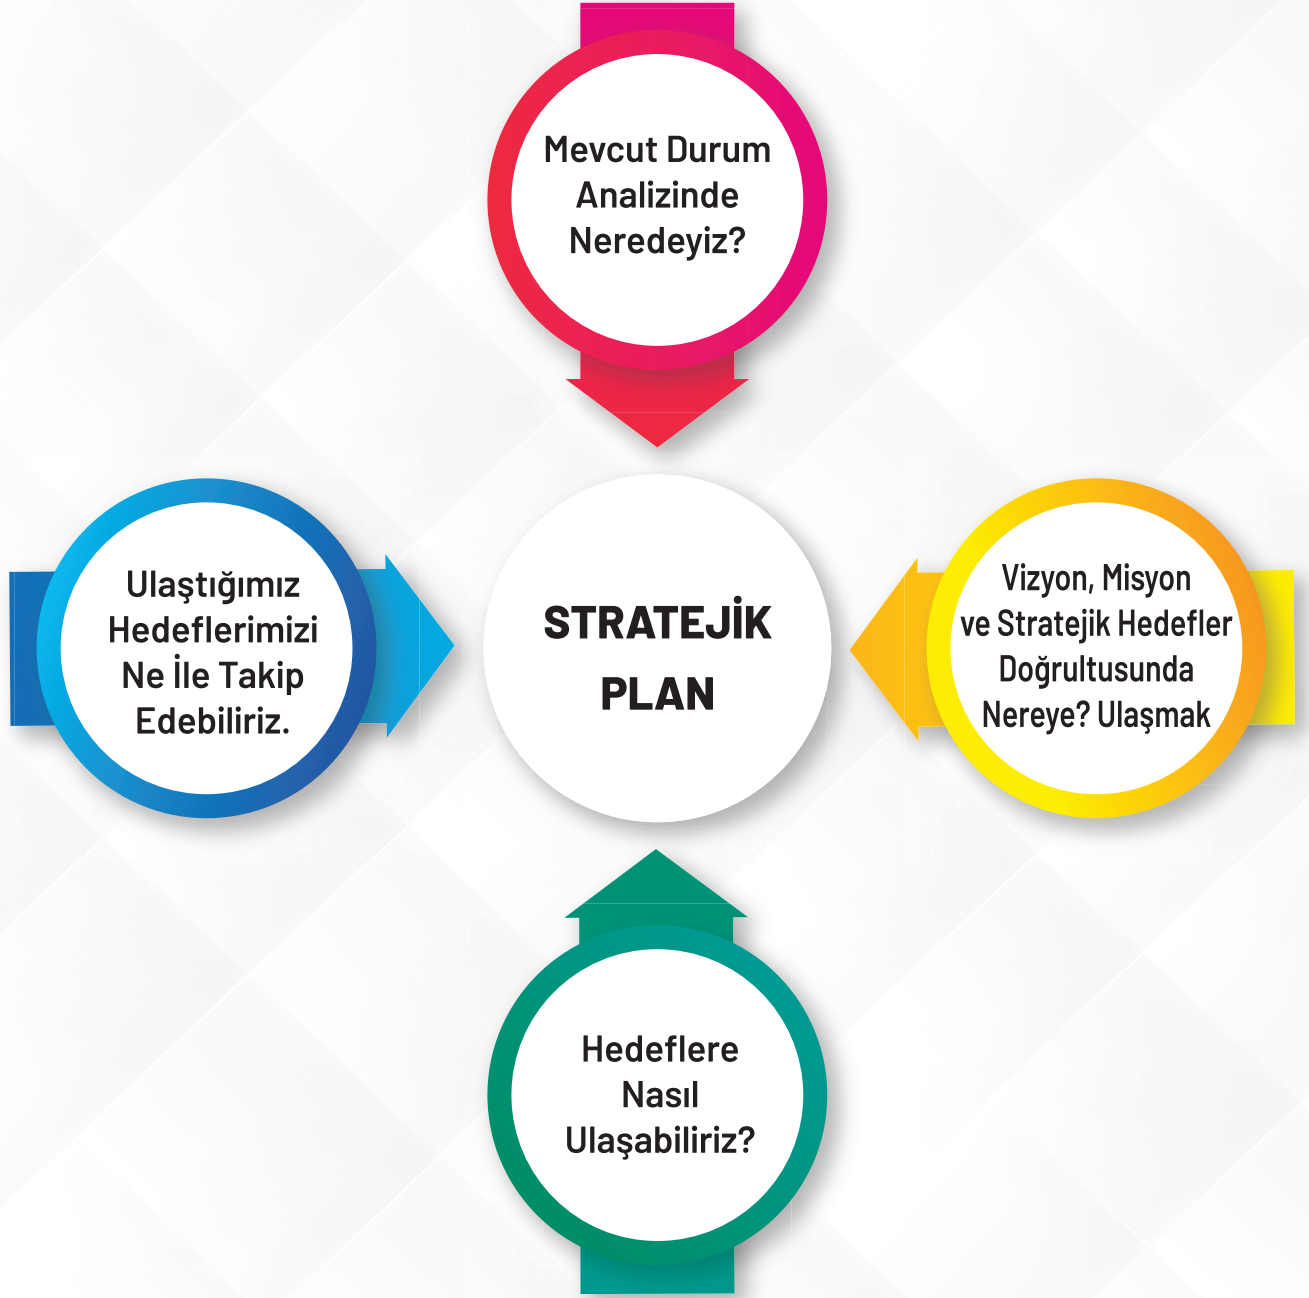 Mevcut Durum
Analizinde
Neredeyiz?
Ulaştığımız
Hedeflerimizi
Ne İle Takip
Edebiliriz.
STRATEJİK
PLAN
Vizyon, Misyon
ve Stratejik Hedefler
Doğrultusunda
Nereye? Ulaşmak
Hedeflere
Nasıl
Ulaşabiliriz?